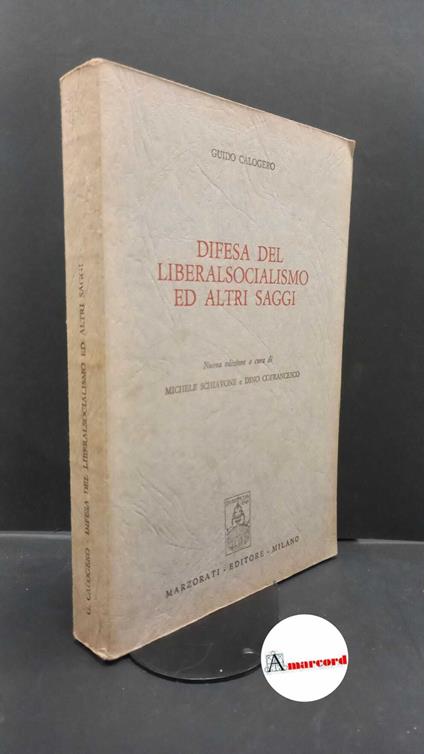 GUIDO CALOGERO
DIFESA DEL
LIBERALSOCIALISMO
ED ALTRI SAGGI
Nuova edizione a cura di
MICHELE SCHIAVONE e DINO COFRANCESCO
MARZORATI - EDITORE - MILANO
G. CALOGERO - DIFESA DEL LIBERALSOCIALISMO ED ALTRI SAGGI
Amarcord